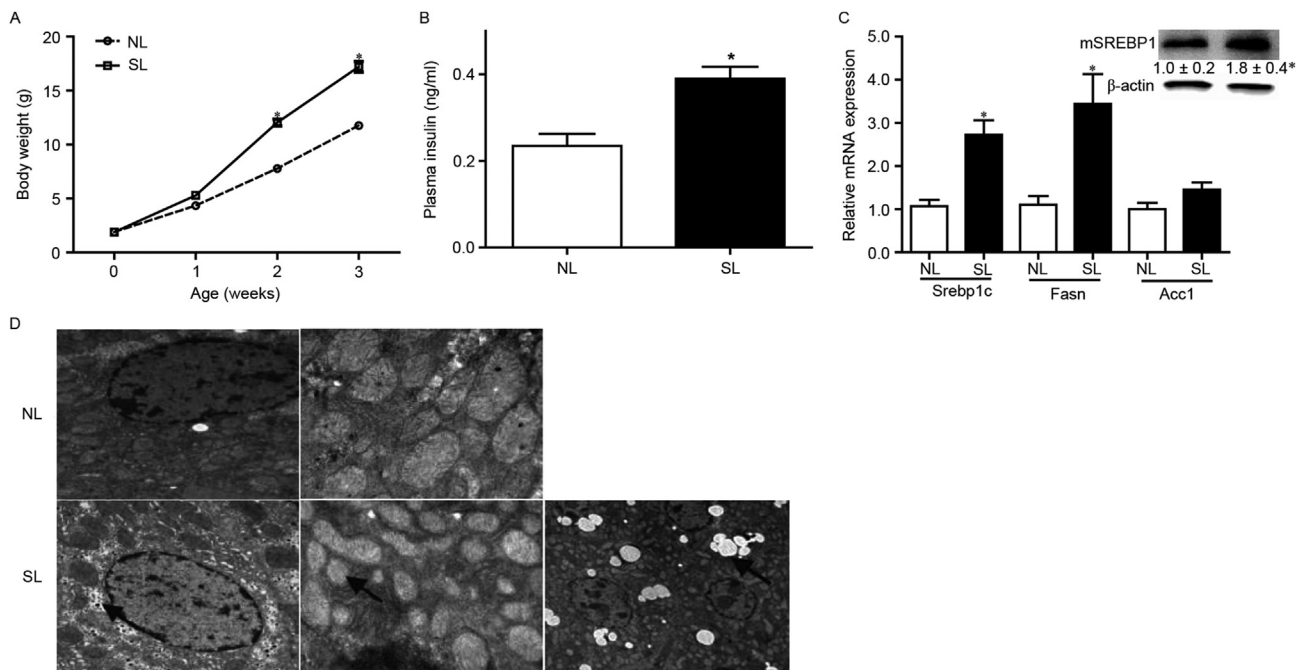 A
Body weight (g)
20
15
10
5
0
NL
SL
*
*
0 1 2 3
Age (weeks)
B
Plasma insulin (ng/ml)
0.4
0.2
0.0
*
NL SL
C
Relative mRNA expression
5.0
4.0
3.0
2.0
1.0
0.0
*
*
NL SL NL SL NL SL
Srebp1c Fasn Acc1
mSREBP1
1.0 ± 0.2 1.8 ± 0.4*
β-actin
D
NL
SL